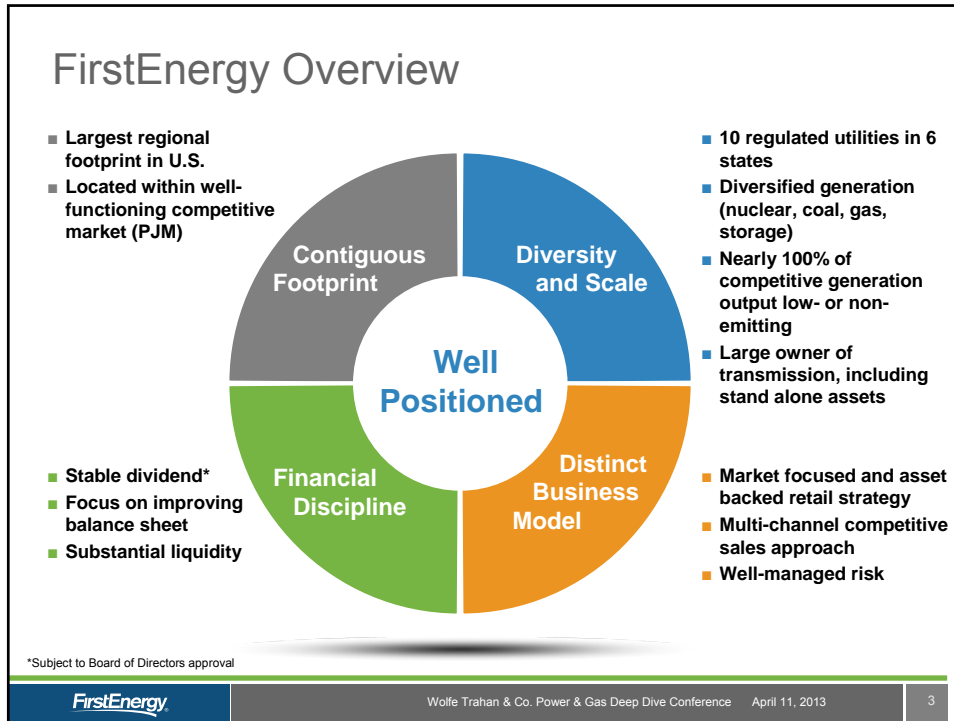 FirstEnergy Overview
■ Largest regional
footprint in U.S.
■ Located within well-
functioning competitive
market (PJM)
Contiguous
Footprint
Diversity
and Scale
■ 10 regulated utilities in 6
states
■ Diversified generation
(nuclear, coal, gas,
storage)
■ Nearly 100% of
competitive generation
output low- or non-
emitting
■ Large owner of
transmission, including
stand alone assets
Well
Positioned
■ Stable dividend*
■ Focus on improving
balance sheet
■ Substantial liquidity
Financial
Discipline
Distinct
Business
Model
■ Market focused and asset
backed retail strategy
■ Multi-channel competitive
sales approach
■ Well-managed risk
*Subject to Board of Directors approval
FirstEnergy® Wolfe Trahan & Co. Power & Gas Deep Dive Conference April 11, 2013 3